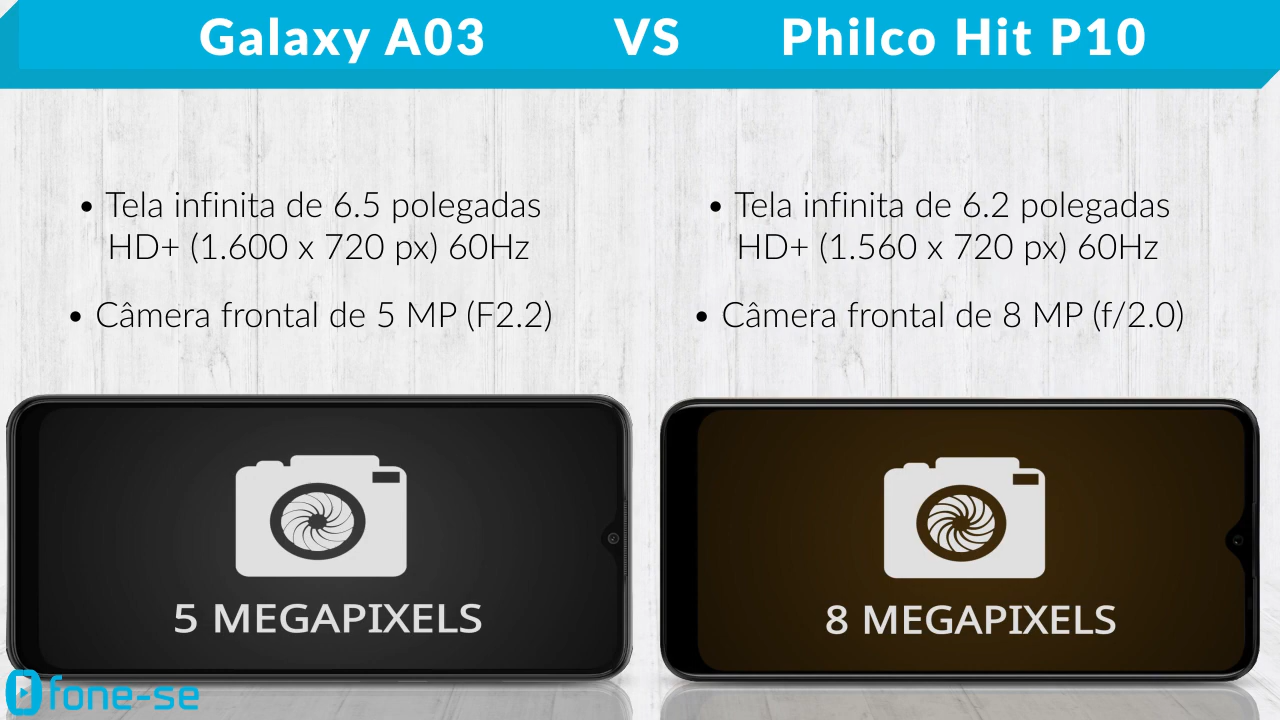 Galaxy A03 VS Philco Hit P10
• Tela infinita de 6.5 polegadas
HD+ (1.600 x 720 px) 60Hz
• Câmera frontal de 5 MP (F2.2)
• Tela infinita de 6.2 polegadas
HD+ (1.560 x 720 px) 60Hz
• Câmera frontal de 8 MP (f/2.0)
5 MEGAPIXELS
8 MEGAPIXELS
fone-se